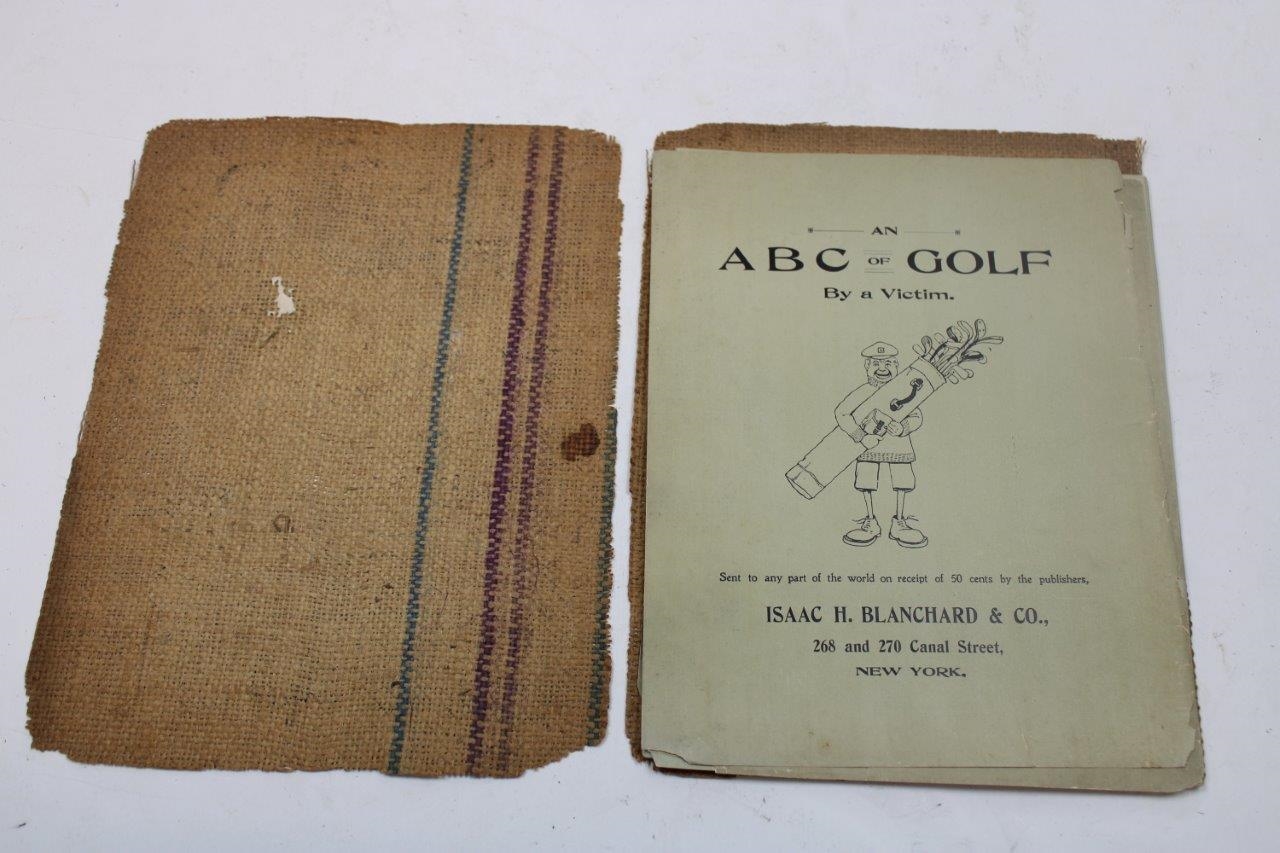 AN
ABC OF GOLF
By a Victim.
Sent to any part of the world on receipt of 50 cents by the publishers,
ISAAC H. BLANCHARD & CO.,
268 and 270 Canal Street,
NEW YORK.